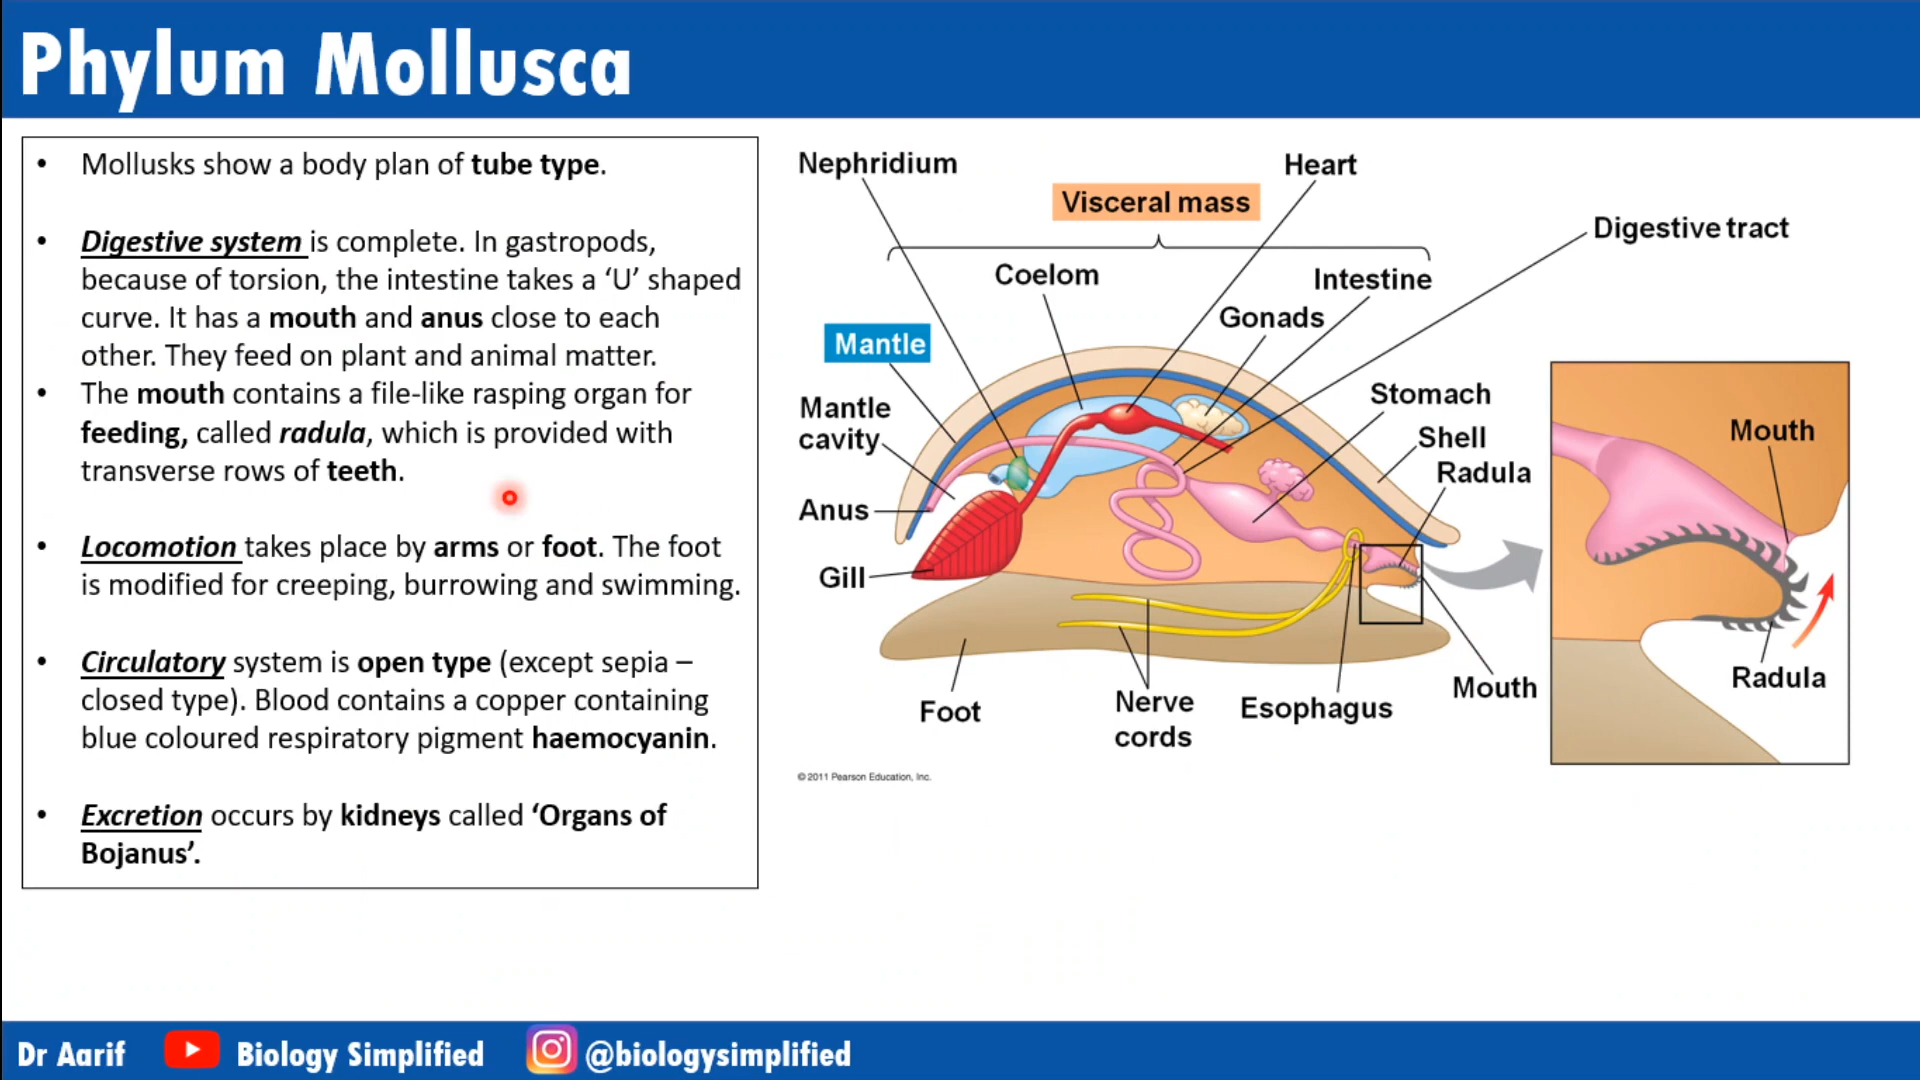 Phylum Mollusca
• Mollusks show a body plan of tube type.
• Digestive system is complete. In gastropods,
because of torsion, the intestine takes a ‘U’ shaped
curve. It has a mouth and anus close to each
other. They feed on plant and animal matter.
• The mouth contains a file-like rasping organ for
feeding, called radula, which is provided with
transverse rows of teeth.
• Locomotion takes place by arms or foot. The foot
is modified for creeping, burrowing and swimming.
• Circulatory system is open type (except sepia –
closed type). Blood contains a copper containing
blue coloured respiratory pigment haemocyanin.
• Excretion occurs by kidneys called ‘Organs of
Bojanus’.
Nephridium
Heart
Visceral mass
Digestive tract
Coelom
Intestine
Gonads
Mantle
Stomach
Mantle
cavity
Shell
Radula
Anus
Gill
Foot
Nerve
cords
Esophagus
Mouth
Mouth
Radula
© 2011 Pearson Education, Inc.
Dr Aarif
Biology Simplified
@biologysimplified